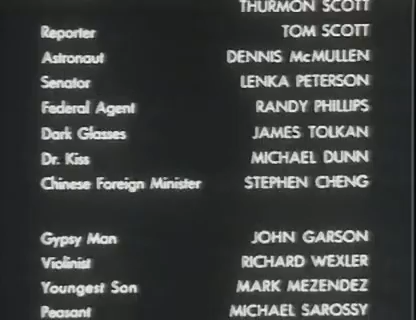 THURMON SCOTT
Reporter TOM SCOTT
Astronaut DENNIS McMULLEN
Senator LENKA PETERSON
Federal Agent RANDY PHILLIPS
Dark Glasses JAMES TOLKAN
Dr. Kiss MICHAEL DUNN
Chinese Foreign Minister STEPHEN CHENG
Gypsy Man JOHN GARSON
Violinist RICHARD WEXLER
Youngest Son MARK MEZENDEZ
Peasant MICHAEL SAROSSY